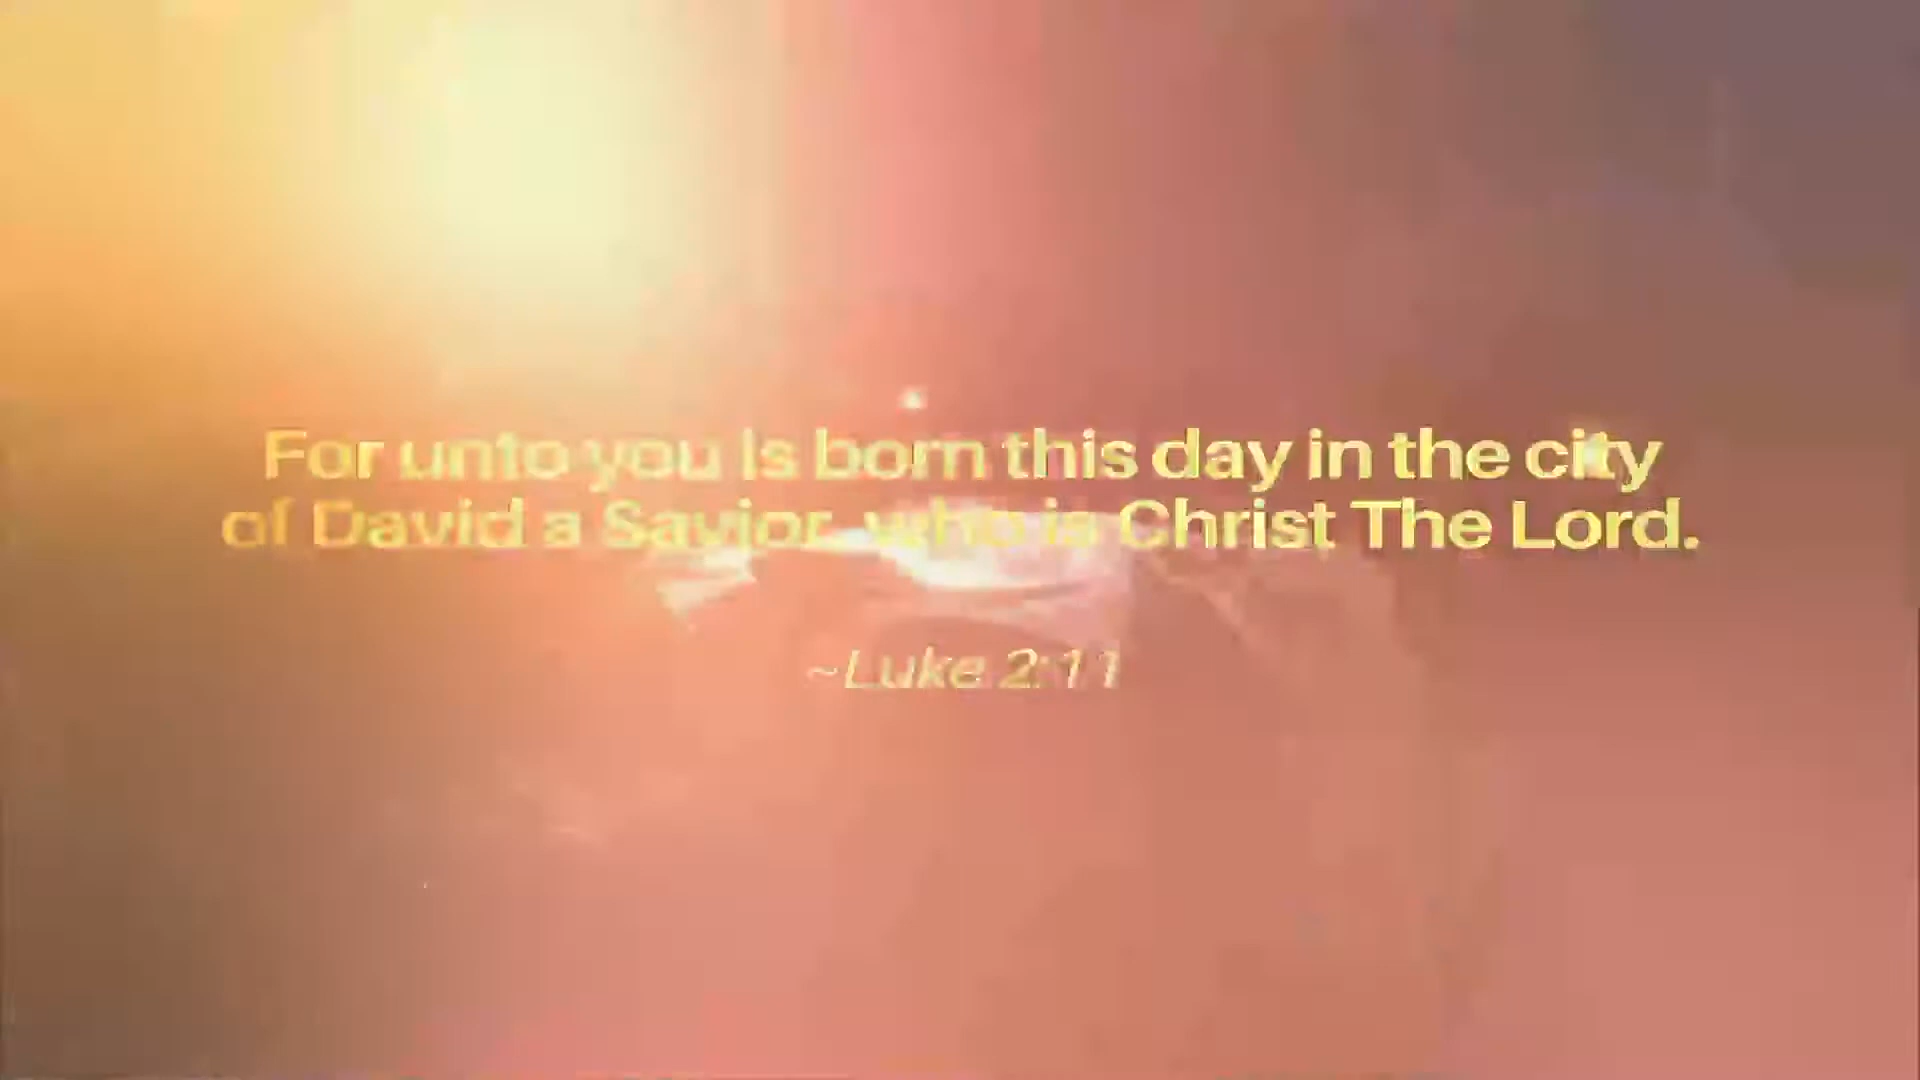 For unto you is born this day in the city
of David a Savior, who is Christ The Lord.
~Luke 2:11